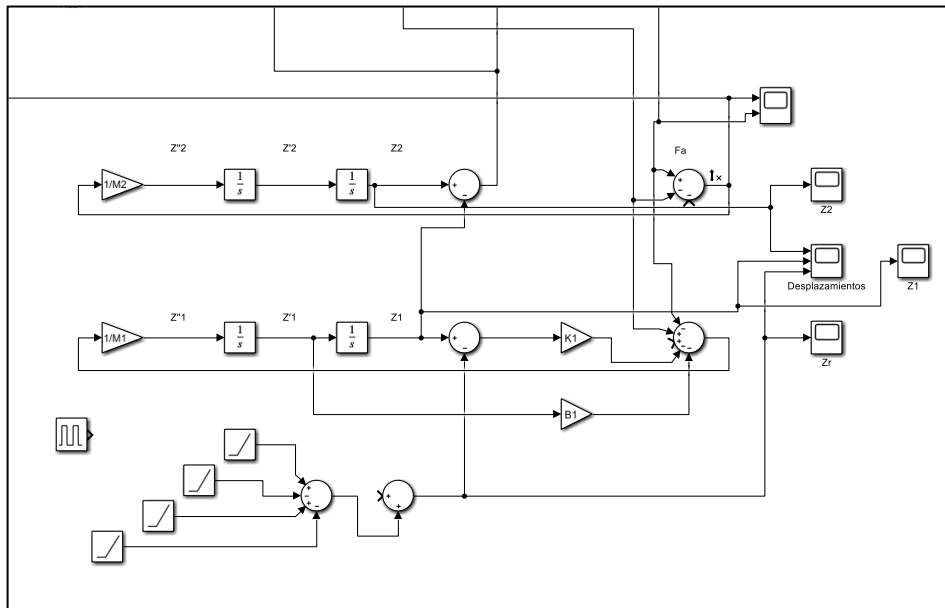 Z"2
Z'2
Z2
Fa
1/M2
1/s
1/s
Z2
Desplazamientos
Z1
Z"1
Z'1
Z1
1/M1
1/s
1/s
K1
Zr
B1